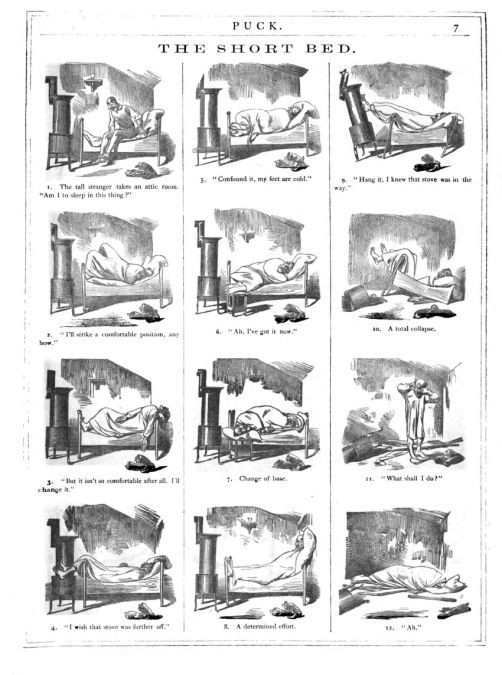 PUCK.
7
THE SHORT BED.
1. The tall stranger takes an attic room.
"Am I to sleep in this thing?"
2. "I'll strike a comfortable position, any
how."
3. "But it isn't so comfortable after all. I'll
change it."
4. "I wish that stove was further off."
5. "Confound it, my feet are cold."
6. "Ah, I've got it now."
7. Change of base.
8. A determined effort.
9. "Hang it, I knew that stove was in the
way."
10. A total collapse.
11. "What shall I do?"
12. "Ah."